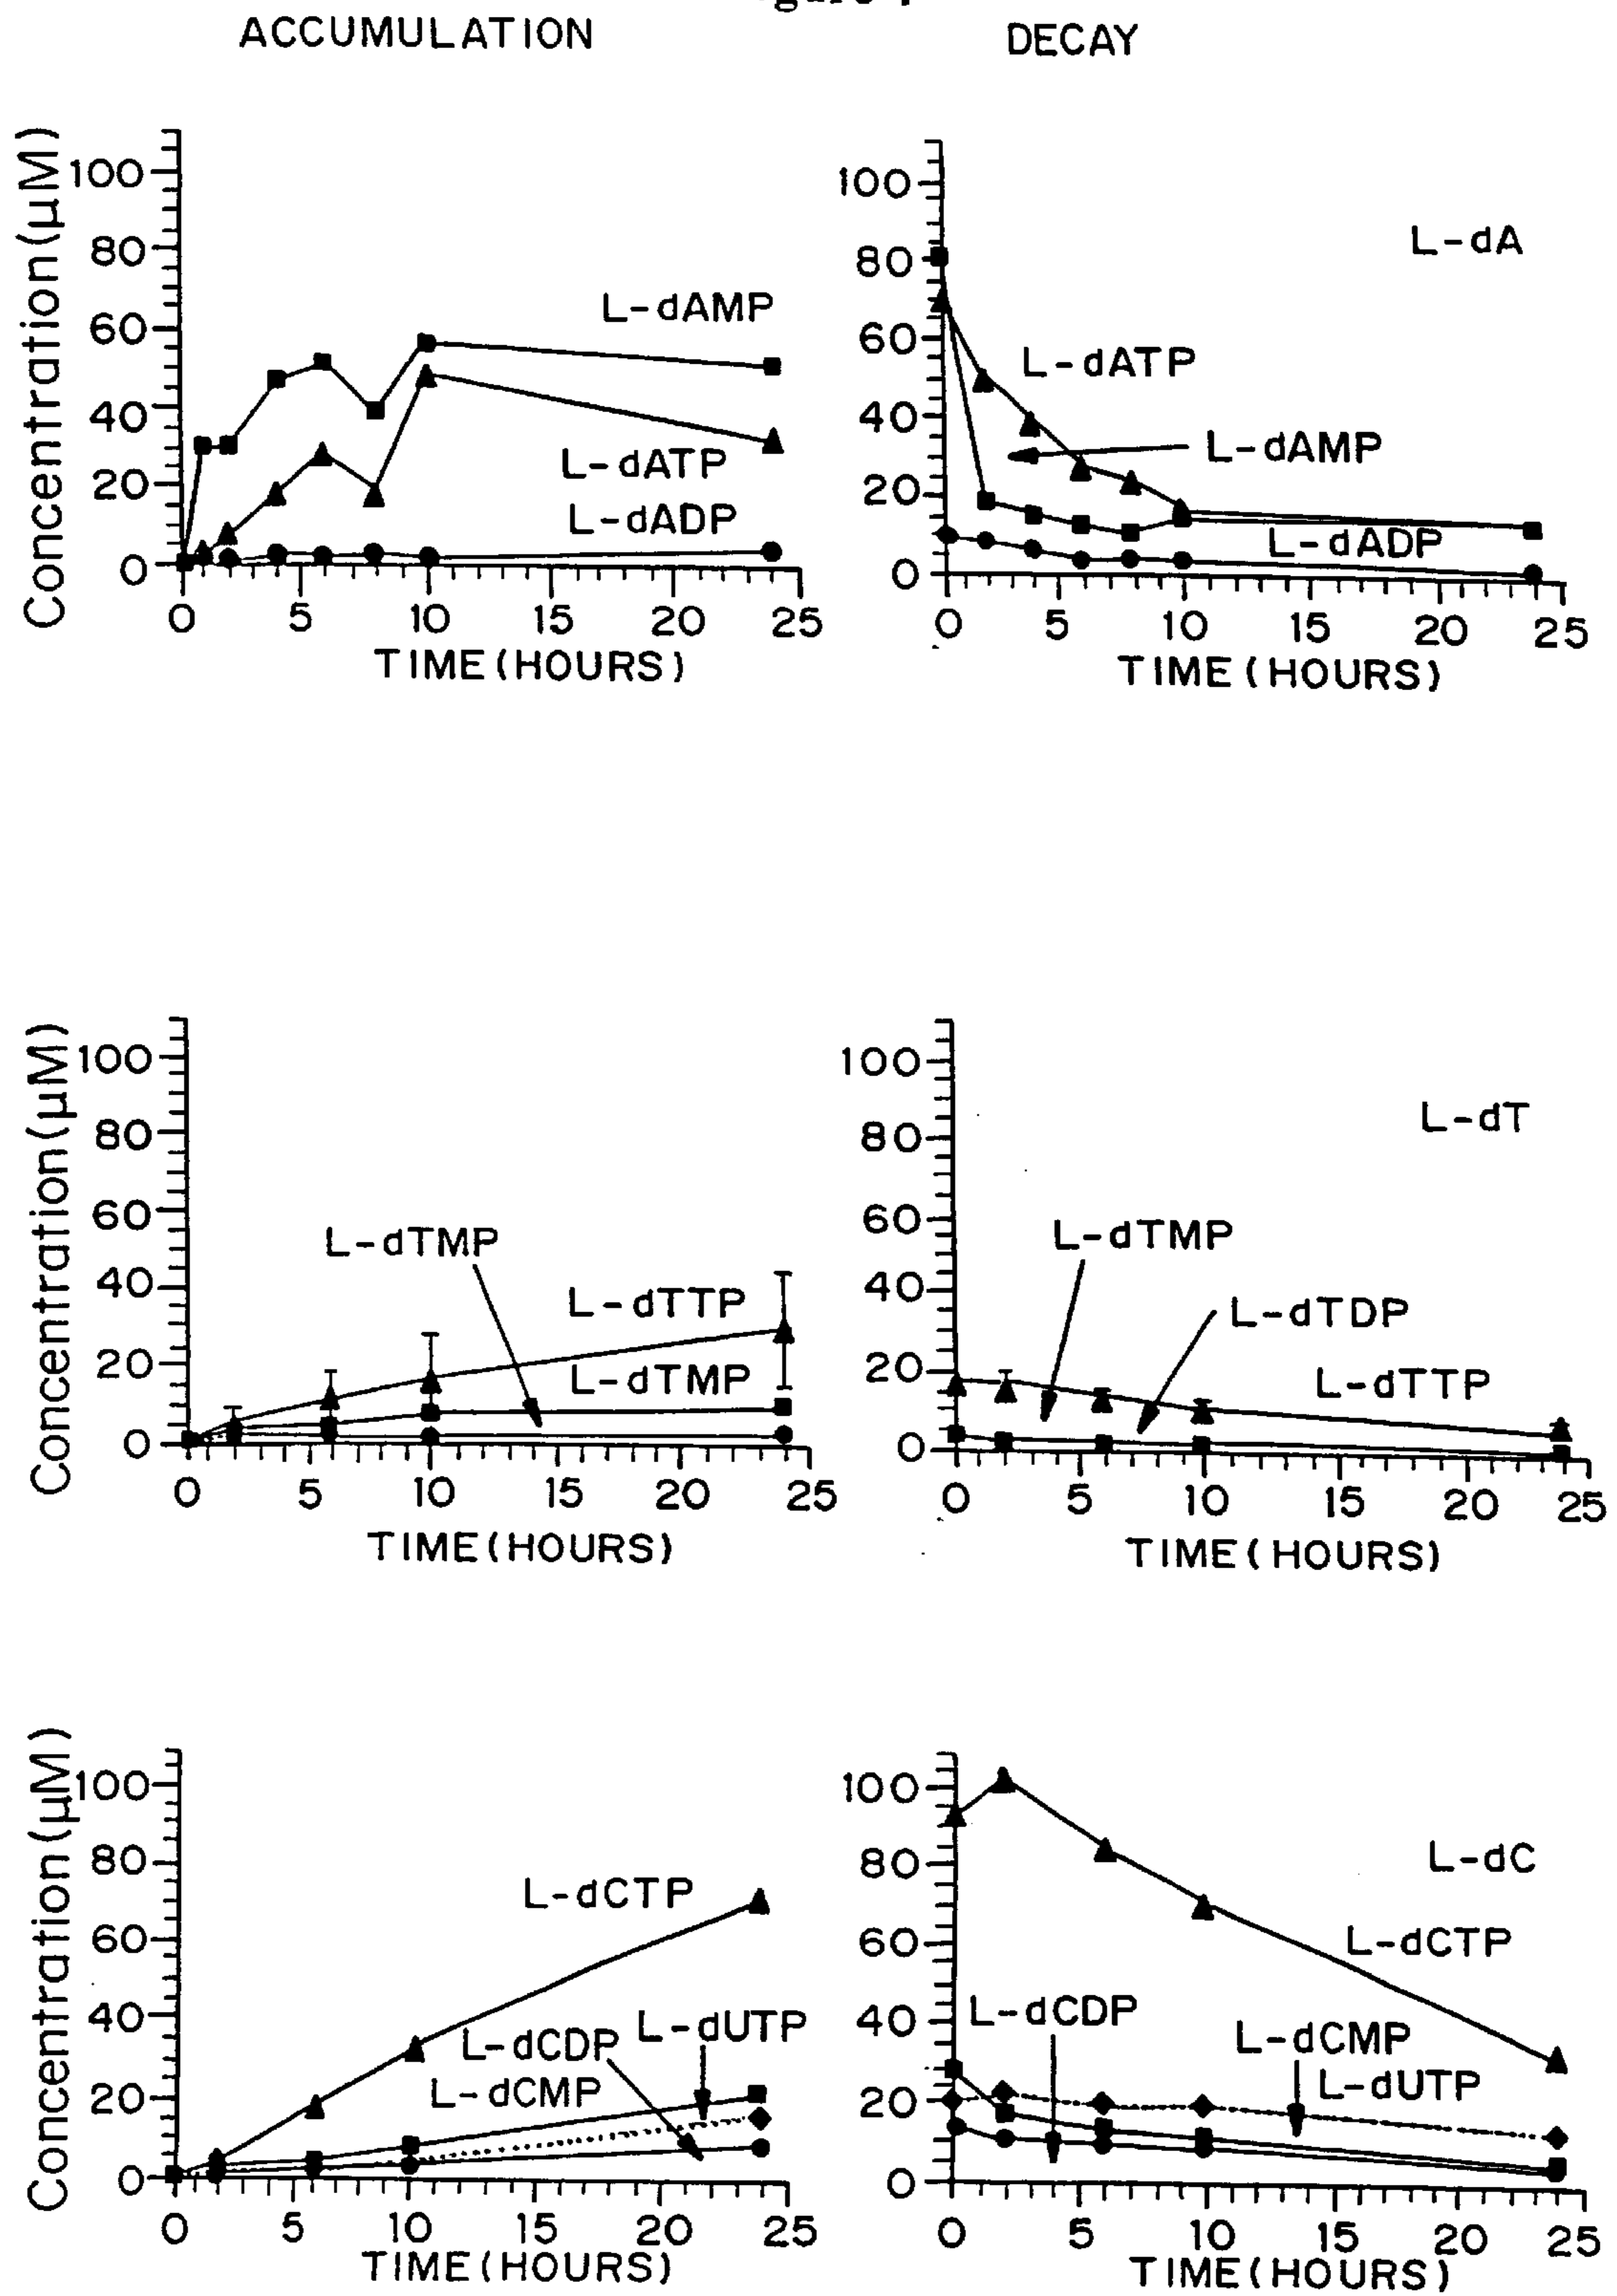 ACCUMULATION DECAY
Concentration (μM)
100
80
60
40
20
0
L-dAMP
L-dATP
L-dADP
0 5 10 15 20 25
TIME (HOURS)
100
80
60
40
20
0
L-dA
L-dATP
L-dAMP
L-dADP
0 5 10 15 20 25
TIME (HOURS)
Concentration (μM)
100
80
60
40
20
0
L-dTMP
L-dTTP
L-dTMP
0 5 10 15 20 25
TIME (HOURS)
100
80
60
40
20
0
L-dT
L-dTMP
L-dTDP
L-dTTP
0 5 10 15 20 25
TIME (HOURS)
Concentration (μM)
100
80
60
40
20
0
L-dCTP
L-dUTP
L-dCDP
L-dCMP
0 5 10 15 20 25
TIME (HOURS)
100
80
60
40
20
0
L-dC
L-dCTP
L-dCDP
L-dCMP
L-dUTP
0 5 10 15 20 25
TIME (HOURS)